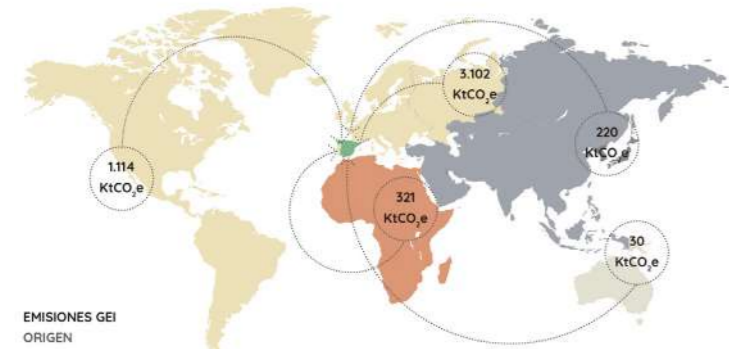 3.102
KtCO₂e
220
KtCO₂e
1.114
KtCO₂e
321
KtCO₂e
30
KtCO₂e
EMISIONES GEI
ORIGEN